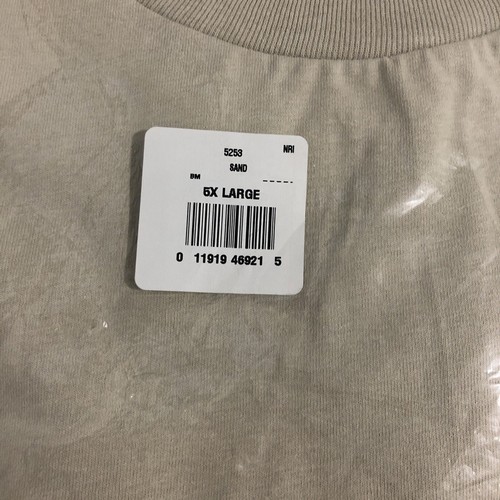 5253 NRI
SAND
BM ------
5X LARGE
0 11919 46921 5